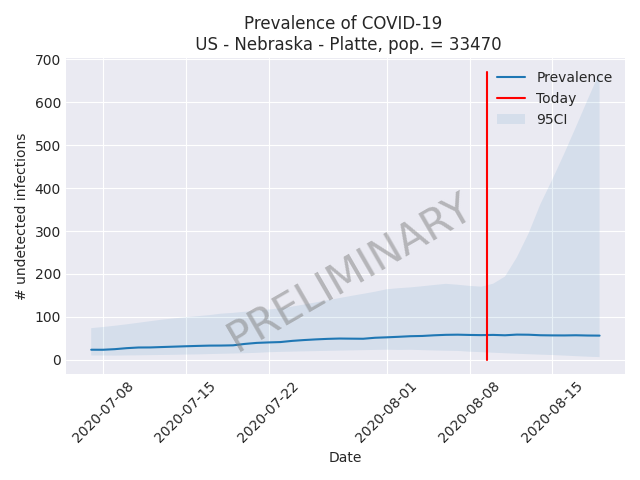 Prevalence of COVID-19
US - Nebraska - Platte, pop. = 33470
700
600
500
400
300
200
100
0
# undetected infections
Prevalence
Today
95CI
PRELIMINARY
2020-07-08
2020-07-15
2020-07-22
2020-08-01
2020-08-08
2020-08-15
Date